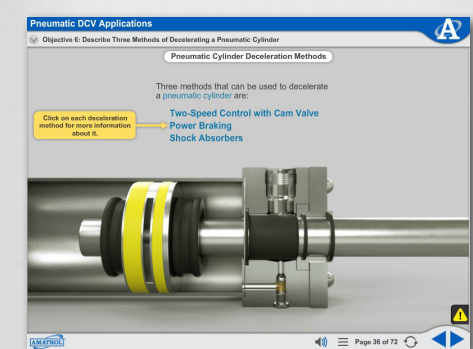 Pneumatic DCV Applications
Objective 6: Describe Three Methods of Decelerating a Pneumatic Cylinder
A
Pneumatic Cylinder Deceleration Methods
Three methods that can be used to decelerate
a pneumatic cylinder are:
Two-Speed Control with Cam Valve
Power Braking
Shock Absorbers
Click on each deceleration
method for more information
about it.
AMATROL
Page 36 of 72